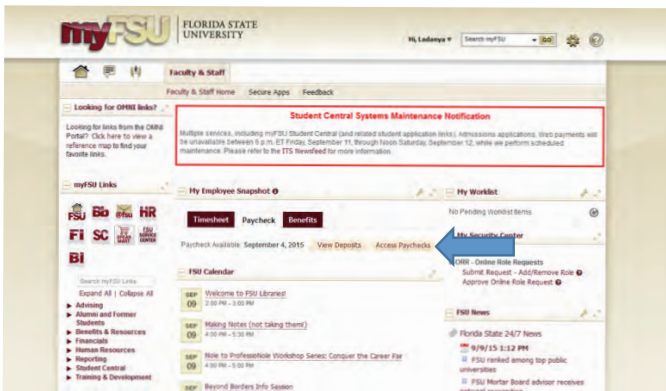 myFSU
FLORIDA STATE
UNIVERSITY
Hi, Ladanya
Search myFSU
GO
Faculty & Staff
Faculty & Staff Home Secure Apps Feedback
Looking for OMNI links?
Looking for links from the OMNI
Portal? Click here to view a
reference map to find your
favorite links.
Student Central Systems Maintenance
Notification
Multiple services, including myFSU Student Central (and related student application links), Admissions applications, Web payments will
be unavailable between 5 p.m. ET Friday, September 11, through Noon Saturday, September 12, while we perform scheduled
maintenance. Please refer to the ITS Newsfeed for more information.
myFSU Links
FSU Bb @fsu HR
FI SC
BI
Search myFSU Links
Expand All | Collapse All
Advising
Alumni and Former
Students
Benefits & Resources
Financials
Human Resources
Reporting
Student Central
Training & Development
My Employee Snapshot
Timesheet Paycheck Benefits
Paycheck Available: September 4, 2015 View Deposits Access Paychecks
FSU Calendar
SEP
09
Welcome to FSU Libraries!
2:00 PM - 3:00 PM
SEP
09
Making Notes (not taking them!)
4:00 PM - 5:30 PM
SEP
09
Nole to ProfessioNole Workshop Series: Conquer the Career Fair
4:00 PM - 5:00 PM
SEP
Beyond Borders Info Session
My Worklist
No Pending Worklist Items
My Security Center
ORR - Online Role Requests
Submit Request - Add/Remove Role
Approve Online Role Request
FSU News
Florida State 24/7 News
9/9/15 1:12 PM
FSU ranked among top public
universities
FSU Mortar Board advisor receives